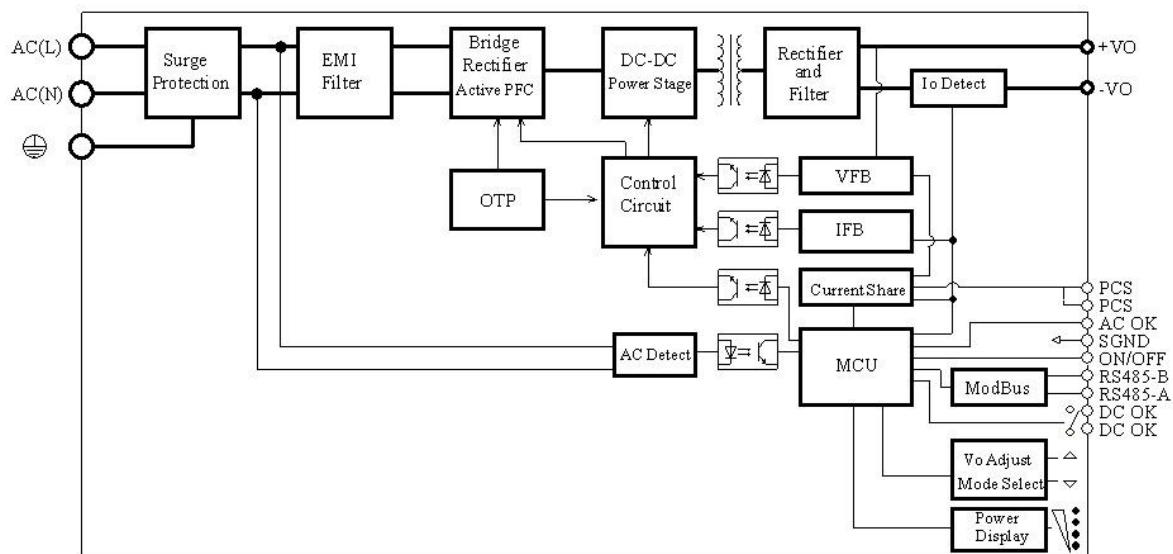 AC(L)
AC(N)
Surge
Protection
EMI
Filter
Bridge
Rectifier
Active PFC
DC-DC
Power Stage
Rectifier
and
Filter
Io Detect
+VO
-VO
OTP
Control
Circuit
VFB
IFB
CurrentShare
AC Detect
MCU
ModBus
PCS
PCS
AC OK
SGND
ON/OFF
RS485-B
RS485-A
DC OK
DC OK
Vo Adjust
Mode Select
Power
Display